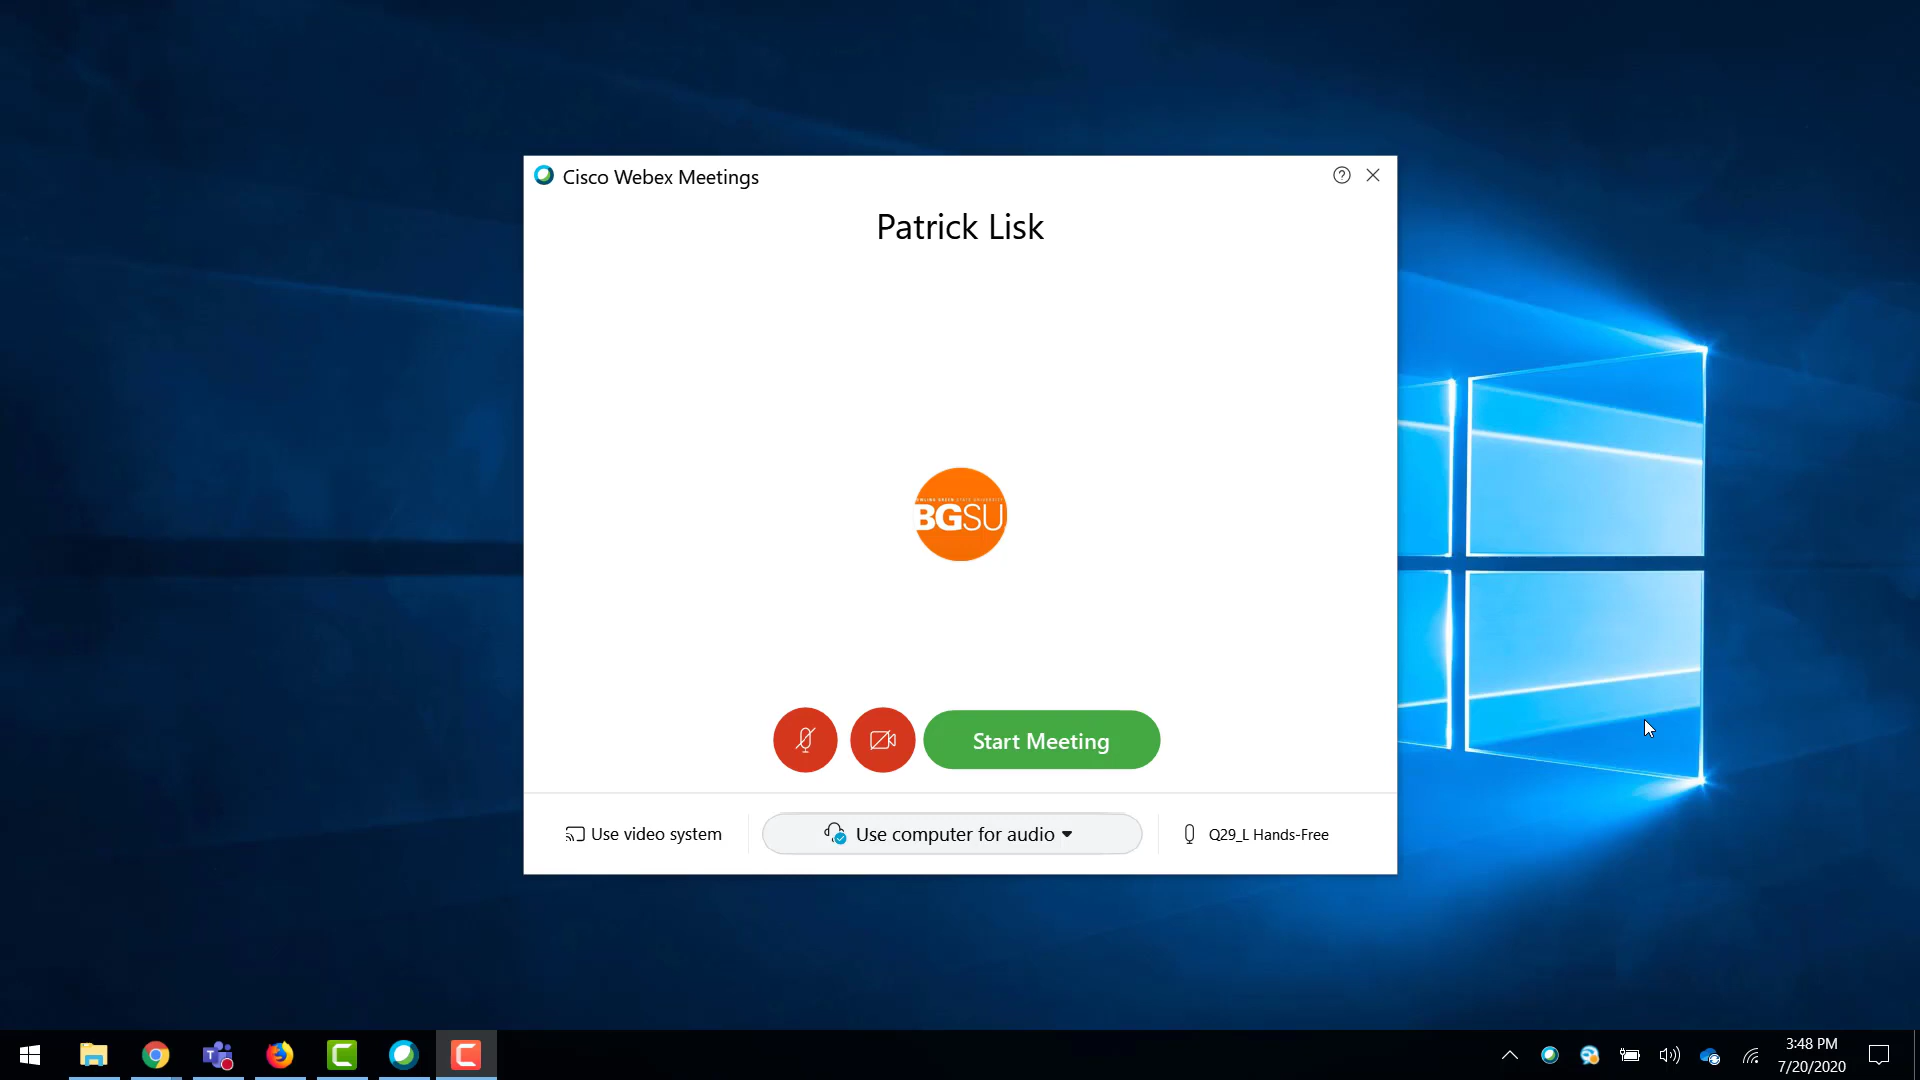 Cisco Webex Meetings
Patrick Lisk
BGSU
Start Meeting
Use video system
Use computer for audio
Q29_L Hands-Free
3:48 PM
7/20/2020